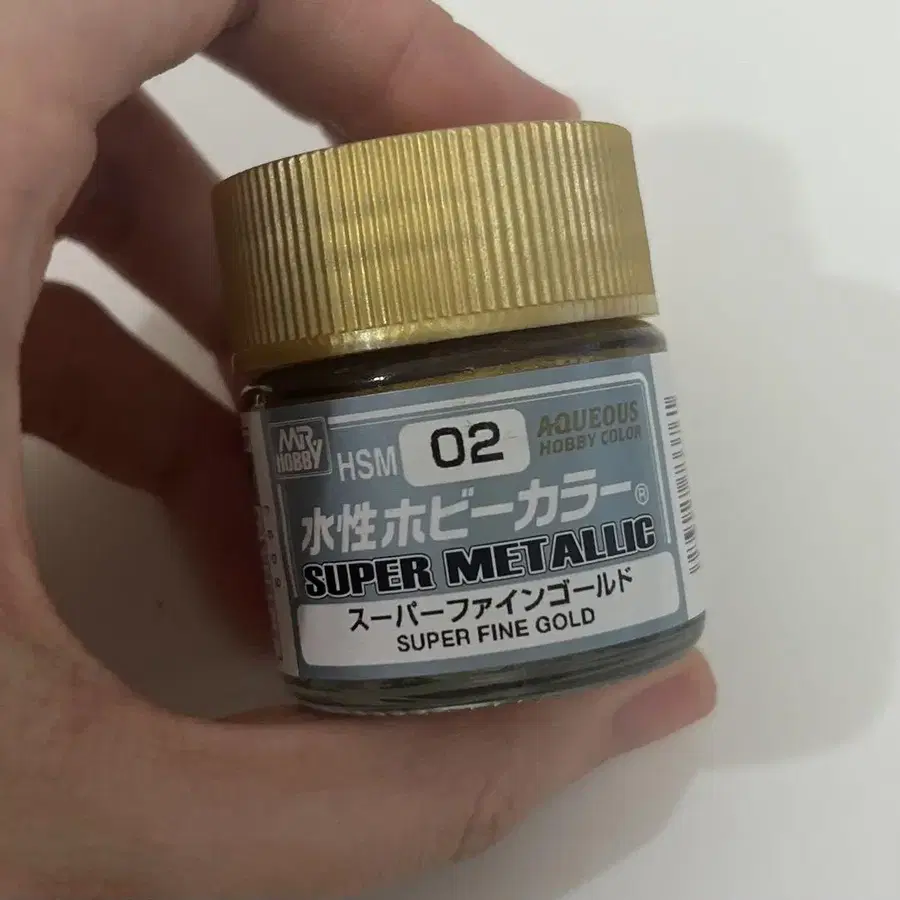 MR HOBBY
HSM 02 AQUEOUS HOBBY COLOR
水性ホビーカラー®
SUPER METALLIC
スーパーファインゴールド
SUPER FINE GOLD